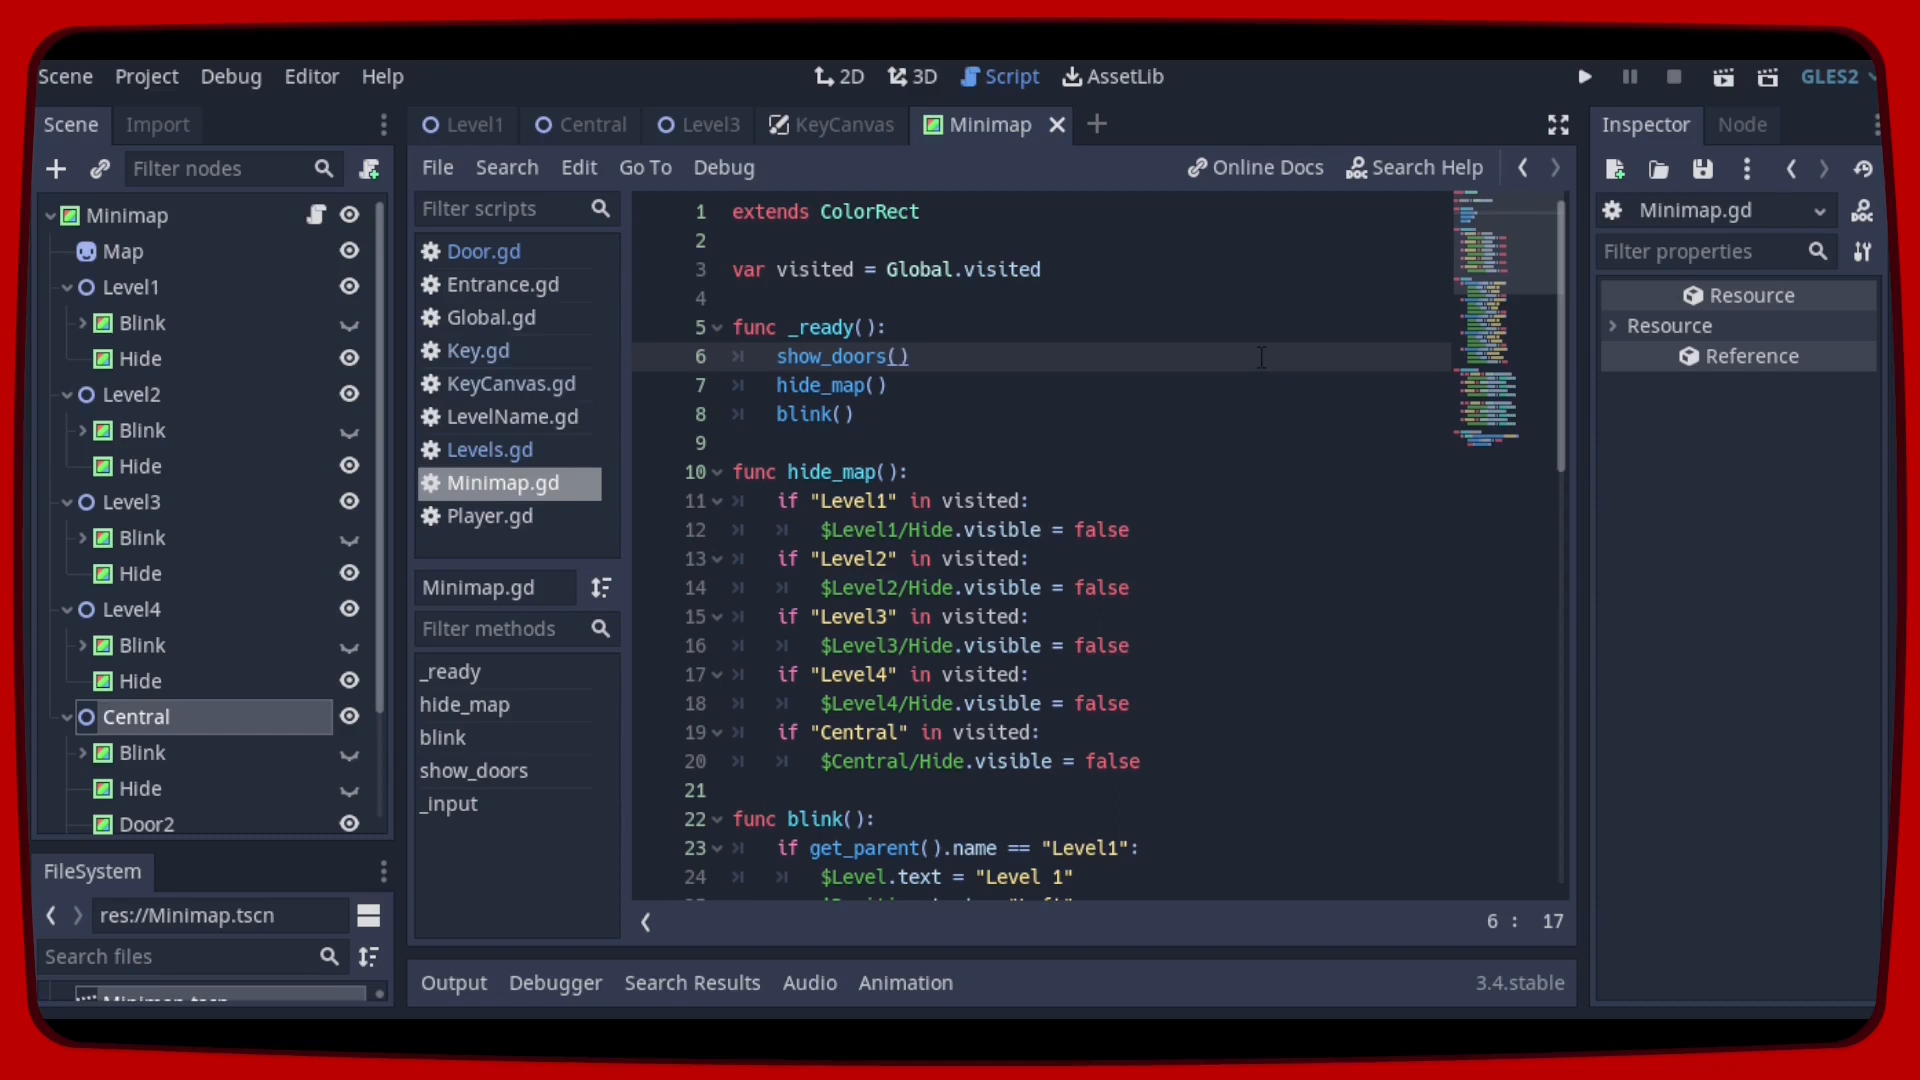 Scene Project Debug Editor Help 2D 3D Script AssetLib GLES2
Scene Import
Filter nodes
Minimap
Map
Level1
Blink
Hide
Level2
Blink
Hide
Level3
Blink
Hide
Level4
Blink
Hide
Central
Blink
Hide
Door2
FileSystem
res://Minimap.tscn
Search files
Minimap.tscn
Level1 Central Level3 KeyCanvas Minimap
File Search Edit Go To Debug Online Docs Search Help
Filter scripts
Door.gd
Entrance.gd
Global.gd
Key.gd
KeyCanvas.gd
LevelName.gd
Levels.gd
Minimap.gd
Player.gd
Minimap.gd
Filter methods
_ready
hide_map
blink
show_doors
_input
1 extends ColorRect
2
3 var visited = Global.visited
4
5 func _ready():
6 show_doors()
7 hide_map()
8 blink()
9
10 func hide_map():
11 if "Level1" in visited:
12 $Level1/Hide.visible = false
13 if "Level2" in visited:
14 $Level2/Hide.visible = false
15 if "Level3" in visited:
16 $Level3/Hide.visible = false
17 if "Level4" in visited:
18 $Level4/Hide.visible = false
19 if "Central" in visited:
20 $Central/Hide.visible = false
21
22 func blink():
23 if get_parent().name == "Level1":
24 $Level.text = "Level 1"
6 : 17
Output Debugger Search Results Audio Animation 3.4.stable
Inspector Node
Minimap.gd
Filter properties
Resource
Resource
Reference